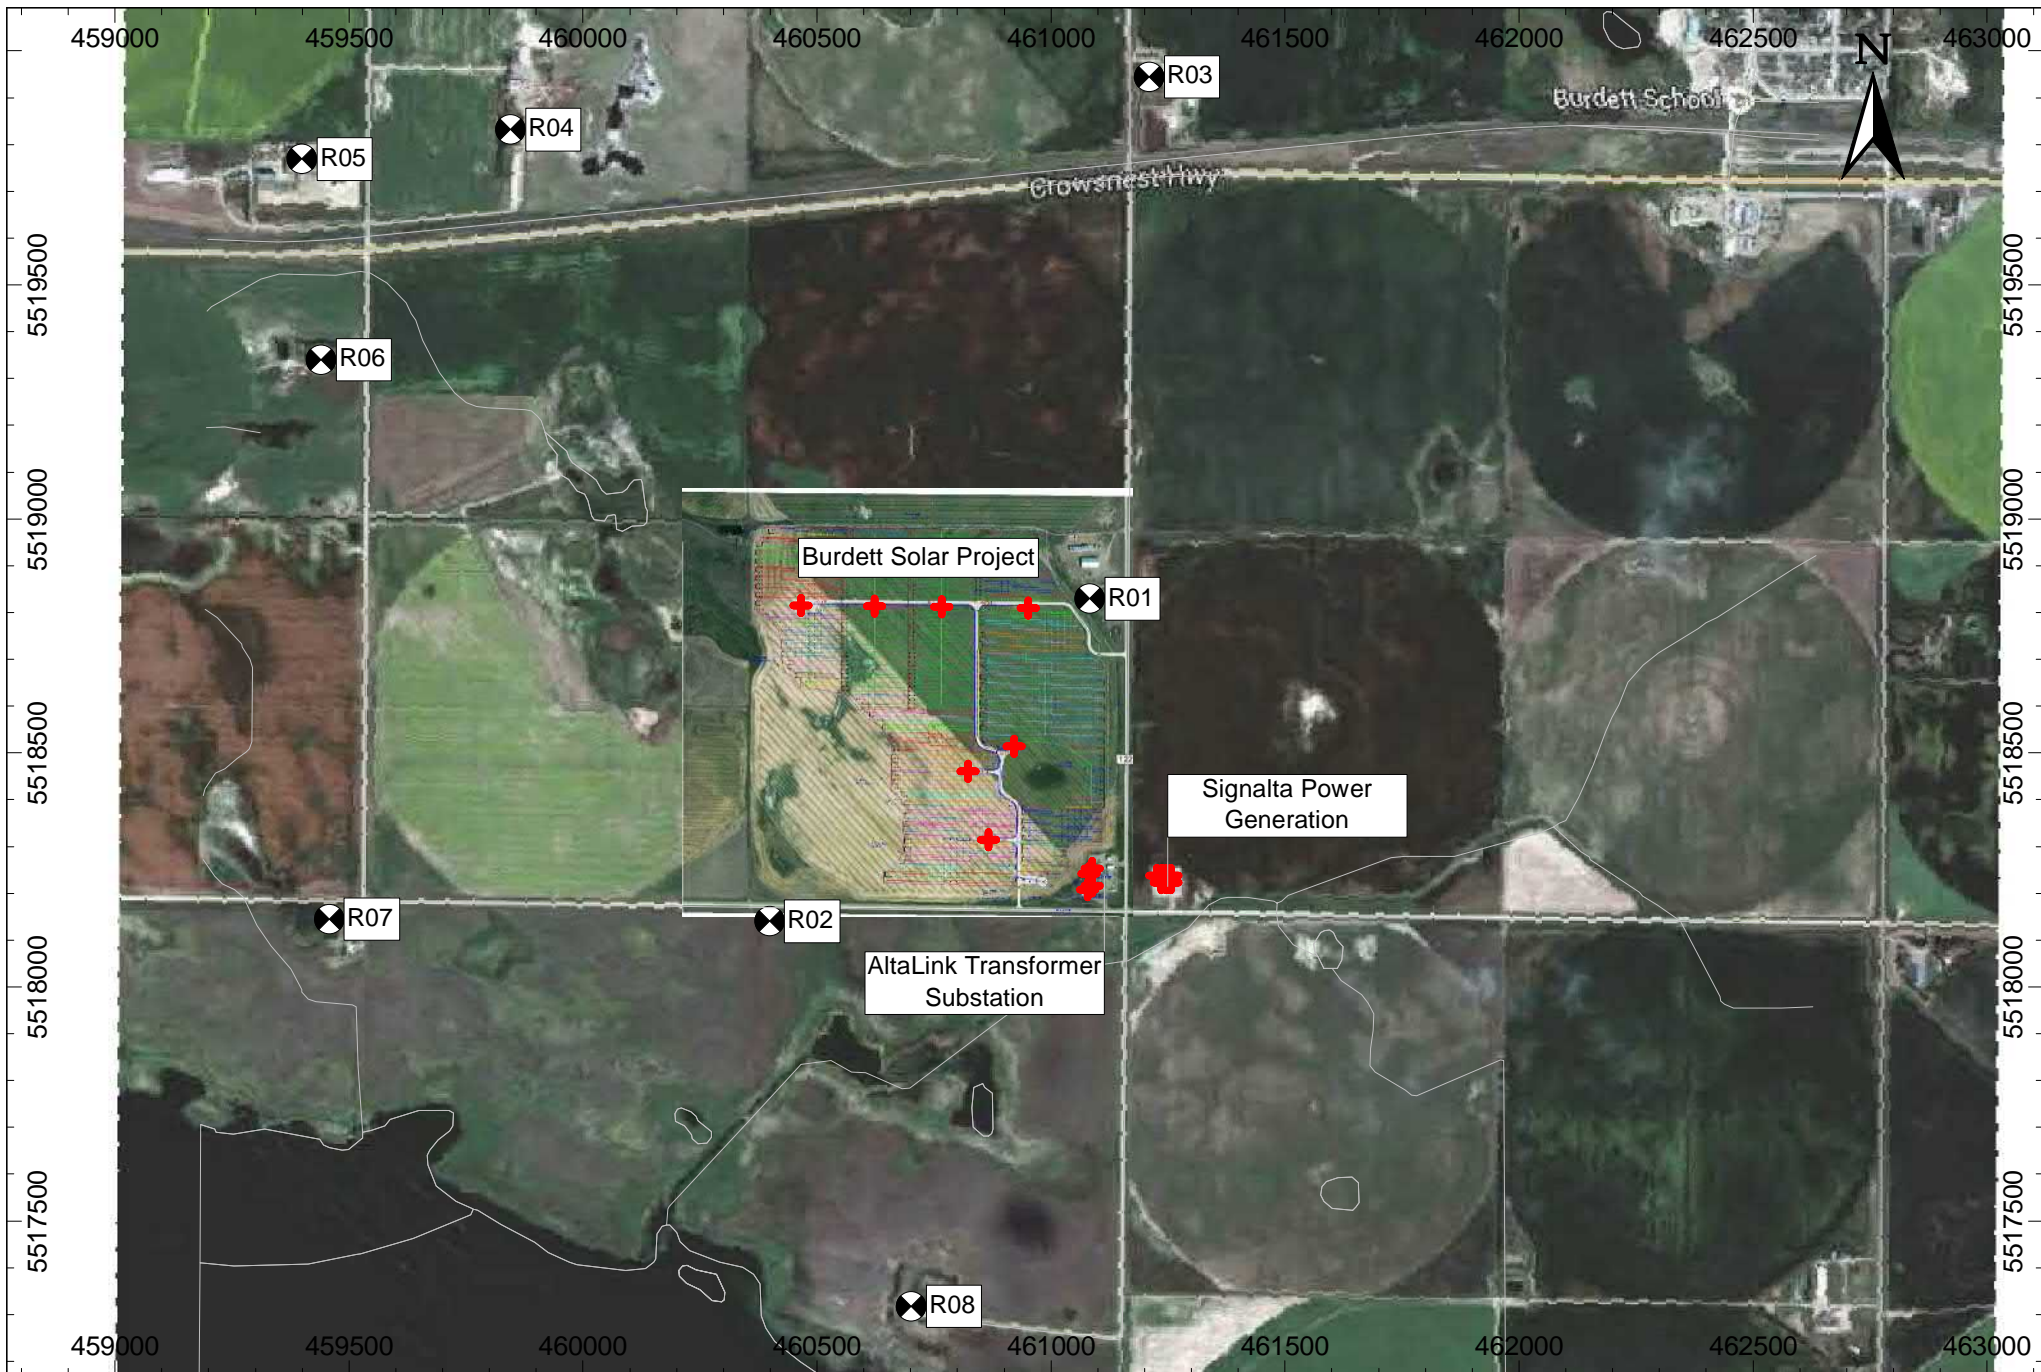 459000 459500 460000 460500 461000 461500 462000 462500 463000
N
R03
Burdett School
R04
R05
Crowsnest Hwy
5519500 5519500
R06
5519000 5519000
Burdett Solar Project
R01
5518500 5518500
122
Signalta Power
Generation
R07
R02
AltaLink Transformer
Substation
5518000 5518000
5517500 5517500
R08
459000 459500 460000 460500 461000 461500 462000 462500 463000